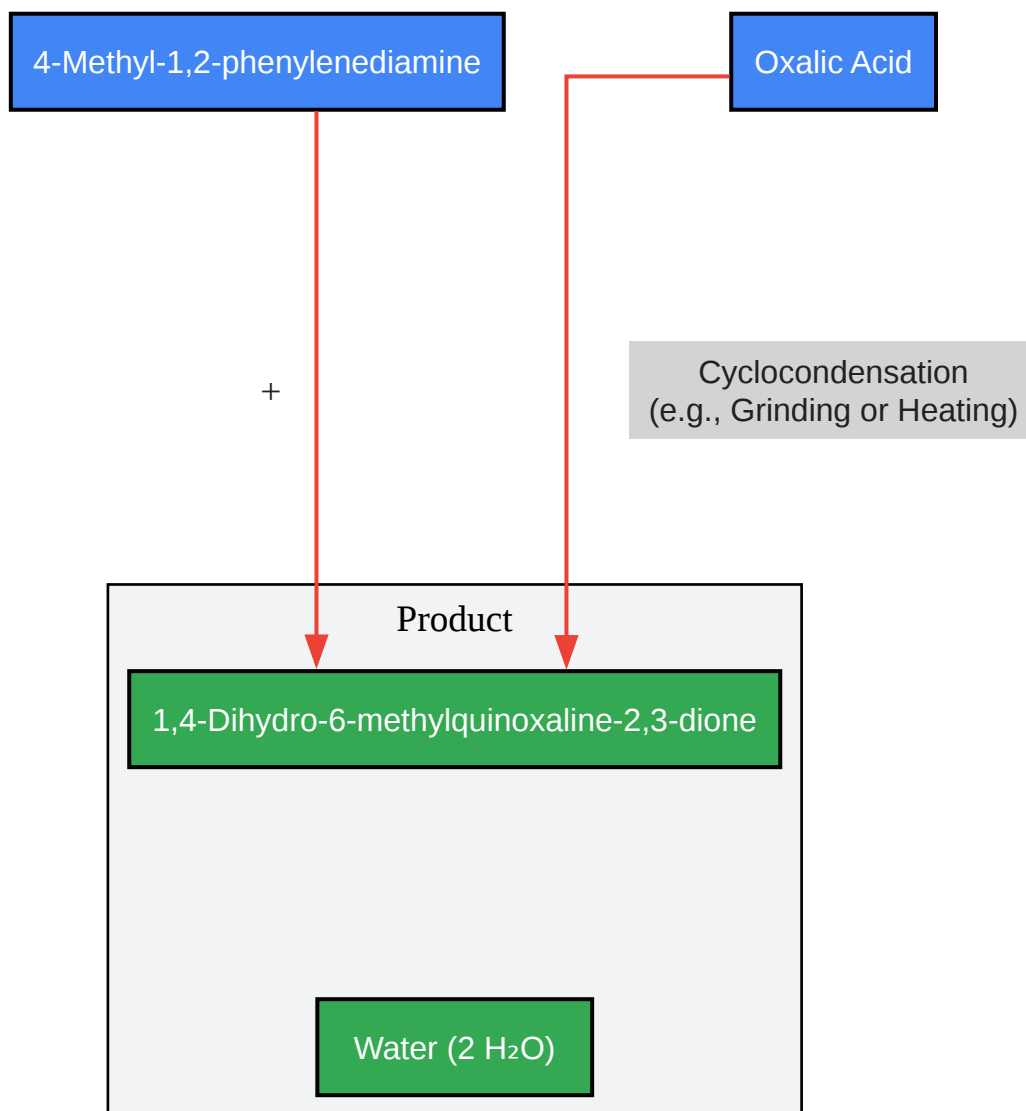 4-Methyl-1,2-phenylenediamine
Oxalic Acid
+
Cyclocondensation
(e.g., Grinding or Heating)
Product
1,4-Dihydro-6-methylquinoxaline-2,3-dione
Water (2 H₂O)